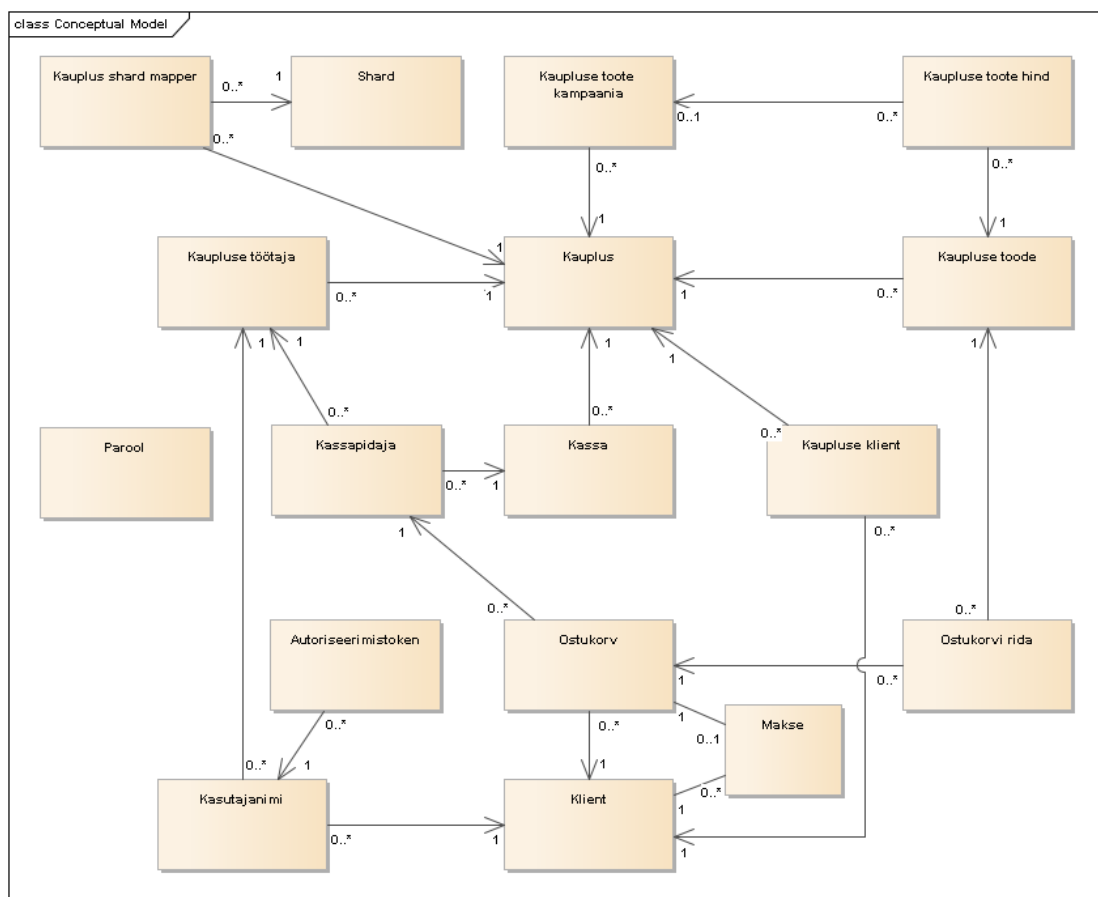 class Conceptual Model
Kauplus shard mapper
Shard
Kaupluse toote
kampaania
Kaupluse toote hind
0..*
1
0..1
0..*
0..*
0..*
0..*
1
1
1
Kaupluse töötaja
Kauplus
Kaupluse toode
0..*
1
1
0..*
1
1
1
1
1
0..*
0..*
0..*
Parool
Kassapidaja
Kassa
Kaupluse klient
0..*
1
1
0..*
0..*
0..*
Autoriseerimistoken
Ostukorv
Ostukorvi rida
1
0..*
0..*
0..*
1
0..1
Makse
0..*
1
1
0..*
1
Kasutajanimi
Klient
0..*
1
1